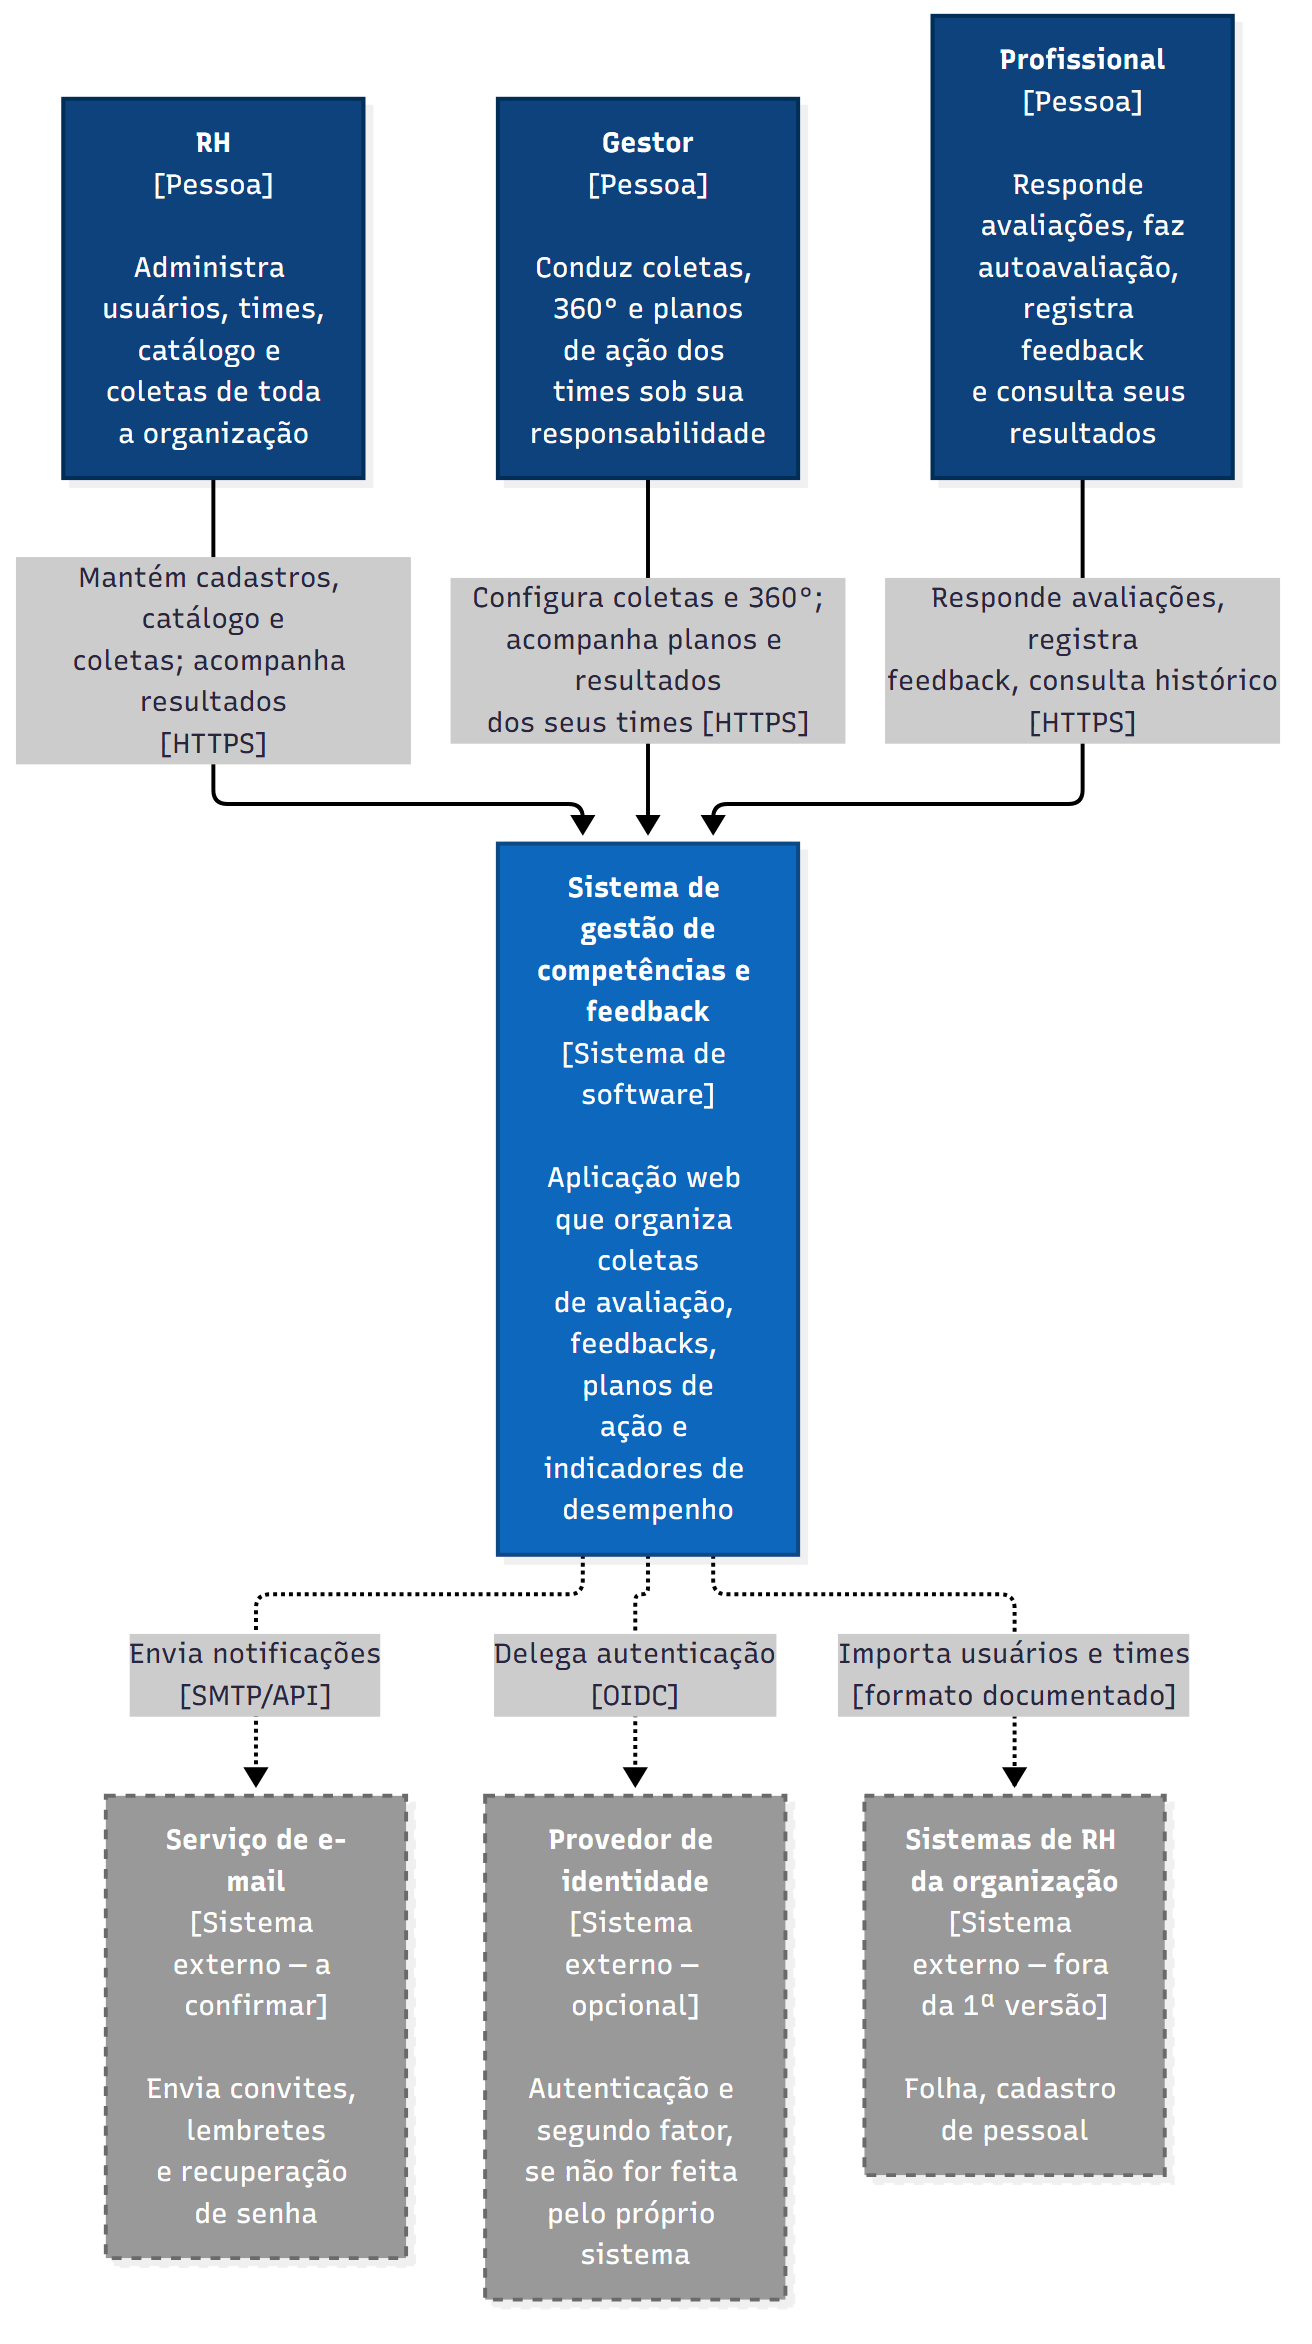 RH
[Pessoa]
Administra
usuários, times,
catálogo e
coletas de toda
a organização
Gestor
[Pessoa]
Conduz coletas,
360° e planos
de ação dos
times sob sua
responsabilidade
Profissional
[Pessoa]
Responde
avaliações, faz
autoavaliação,
registra
feedback
e consulta seus
resultados
Mantém cadastros,
catálogo e
coletas; acompanha
resultados
[HTTPS]
Configura coletas e 360°;
acompanha planos e
resultados
dos seus times [HTTPS]
Responde avaliações,
registra
feedback, consulta histórico
[HTTPS]
Sistema de
gestão de
competências e
feedback
[Sistema de
software]
Aplicação web
que organiza
coletas
de avaliação,
feedbacks,
planos de
ação e
indicadores de
desempenho
Envia notificações
[SMTP/API]
Delega autenticação
[OIDC]
Importa usuários e times
[formato documentado]
Serviço de e-
mail
[Sistema
externo — a
confirmar]
Envia convites,
lembretes
e recuperação
de senha
Provedor de
identidade
[Sistema
externo —
opcional]
Autenticação e
segundo fator,
se não for feita
pelo próprio
sistema
Sistemas de RH
da organização
[Sistema
externo — fora
da 1ª versão]
Folha, cadastro
de pessoal